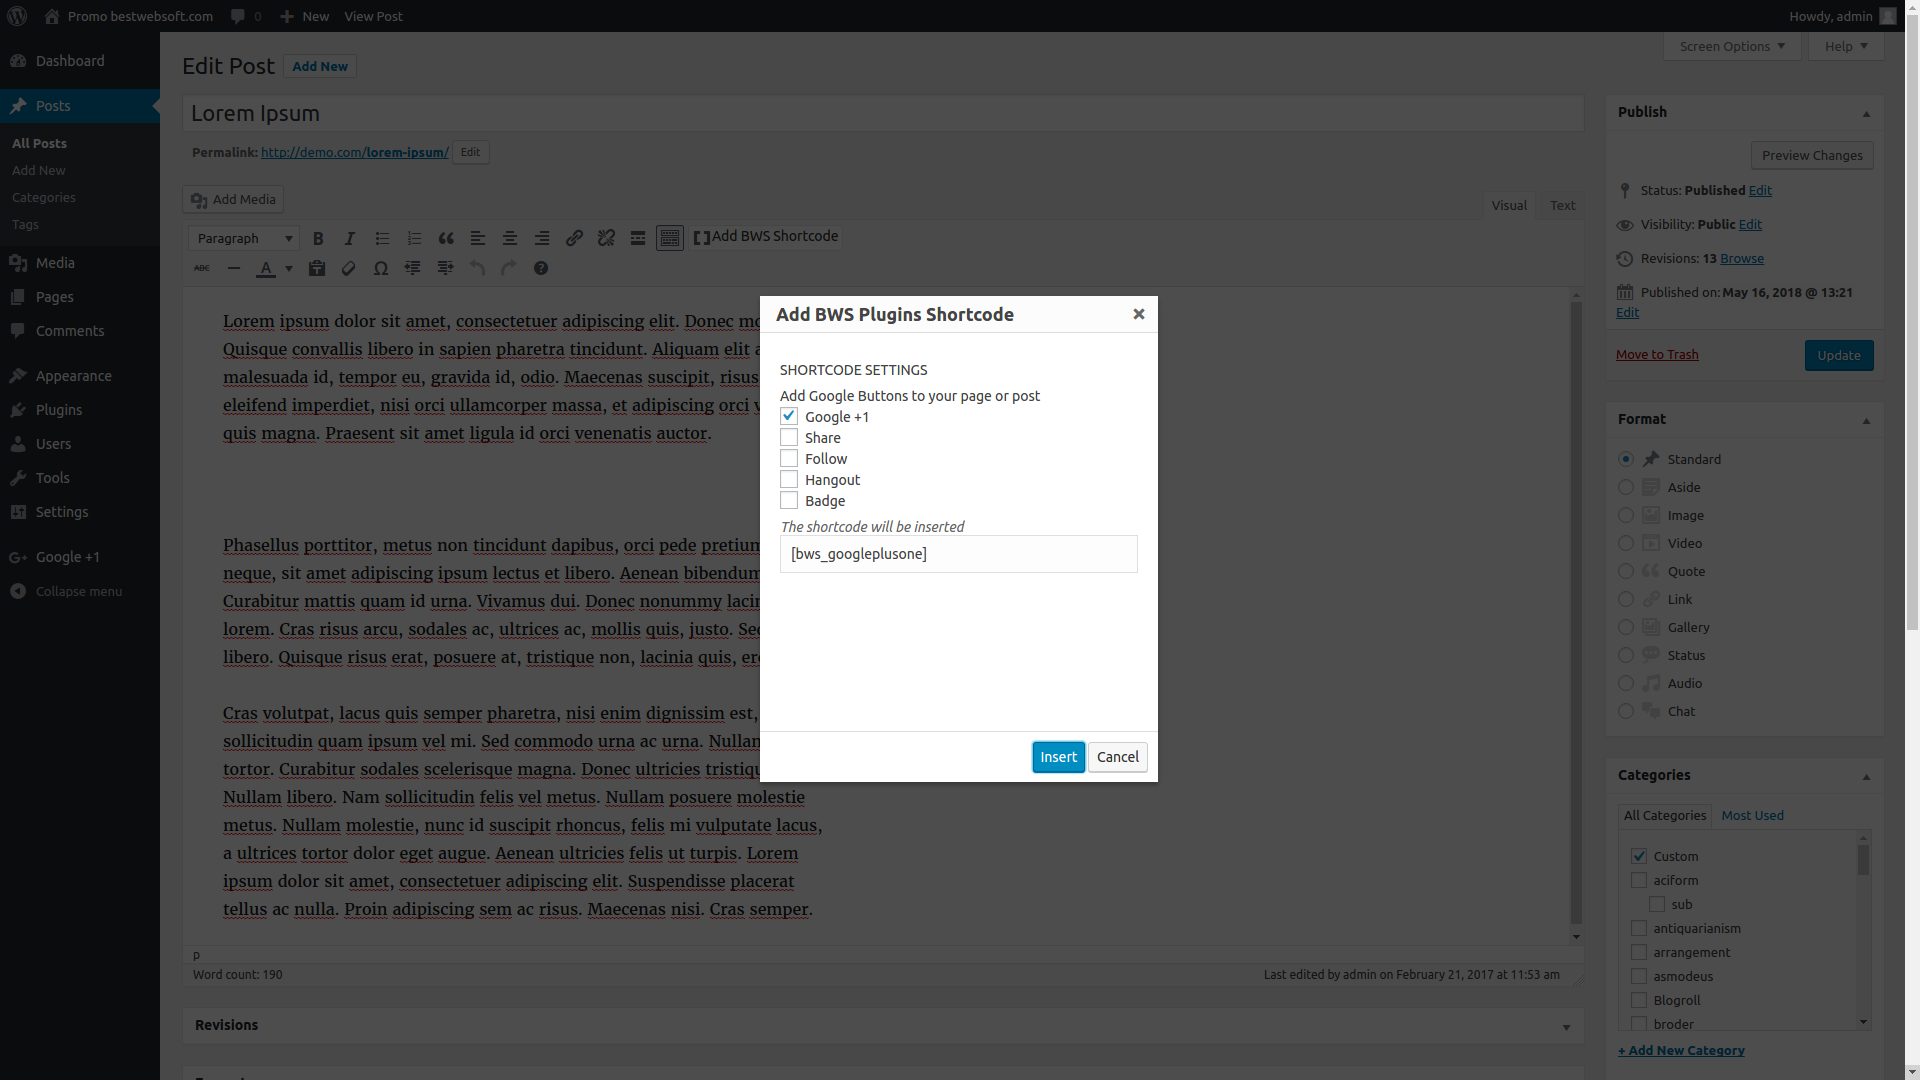 Promo bestwebsoft.com 0 New View Post Howdy, admin
Dashboard
Posts
All Posts
Add New
Categories
Tags
Media
Pages
Comments
Appearance
Plugins
Users
Tools
Settings
Google +1
Collapse menu
Screen Options Help
Edit Post Add New
Lorem Ipsum
Permalink: http://demo.com/lorem-ipsum/ Edit
Add Media
Visual Text
Paragraph B I Add BWS Shortcode
ABC A
Lorem ipsum dolor sit amet, consectetuer adipiscing elit. Donec
Quisque convallis libero in sapien pharetra tincidunt. Aliquam elit
malesuada id, tempor eu, gravida id, odio. Maecenas suscipit, risus
eleifend imperdiet, nisi orci ullamcorper massa, et adipiscing orci
quis magna. Praesent sit amet ligula id orci venenatis auctor.
Phasellus porttitor, metus non tincidunt dapibus, orci pede pretium
neque, sit amet adipiscing ipsum lectus et libero. Aenean bibendum
Curabitur mattis quam id urna. Vivamus dui. Donec nonummy
lorem. Cras risus arcu, sodales ac, ultrices ac, mollis quis, justo. Sed
libero. Quisque risus erat, posuere at, tristique non, lacinia quis,
Cras volutpat, lacus quis semper pharetra, nisi enim dignissim est,
sollicitudin quam ipsum vel mi. Sed commodo urna ac urna. Nullam
tortor. Curabitur sodales scelerisque magna. Donec ultricies
Nullam libero. Nam sollicitudin felis vel metus. Nullam posuere molestie
metus. Nullam molestie, nunc id suscipit rhoncus, felis mi vulputate lacus,
a ultrices tortor dolor eget augue. Aenean ultricies felis ut turpis. Lorem
ipsum dolor sit amet, consectetuer adipiscing elit. Suspendisse placerat
tellus ac nulla. Proin adipiscing sem ac risus. Maecenas nisi. Cras semper.
p
Word count: 190 Last edited by admin on February 21, 2017 at 11:53 am
Revisions
Add BWS Plugins Shortcode
SHORTCODE SETTINGS
Add Google Buttons to your page or post
Google +1
Share
Follow
Hangout
Badge
The shortcode will be inserted
[bws_googleplusone]
Insert Cancel
Publish
Preview Changes
Status: Published Edit
Visibility: Public Edit
Revisions: 13 Browse
Published on: May 16, 2018 @ 13:21
Edit
Move to Trash Update
Format
Standard
Aside
Image
Video
Quote
Link
Gallery
Status
Audio
Chat
Categories
All Categories Most Used
Custom
aciform
sub
antiquarianism
arrangement
asmodeus
Blogroll
broder
+ Add New Category